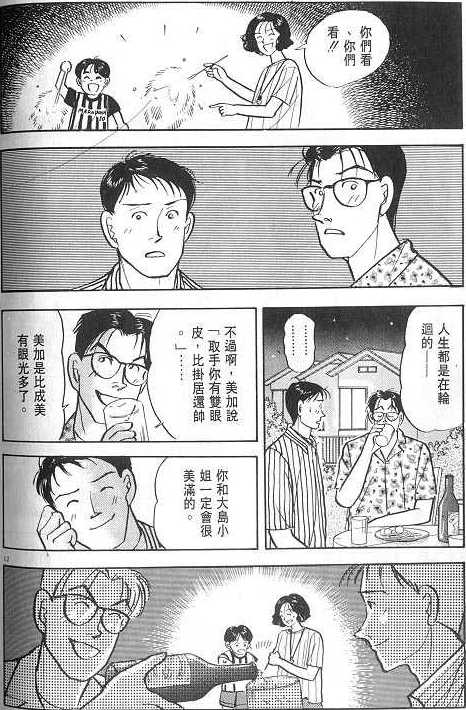 你們看
、你們
看!!
MARADONA
10
人生都是在輪
迴的——
…………
…………
不過啊，美加說
「取手你有雙眼
皮，比掛居還帥
。」……
美加是比成美
有眼光多了。
你和大島小
姐一定會很
美滿的。
12